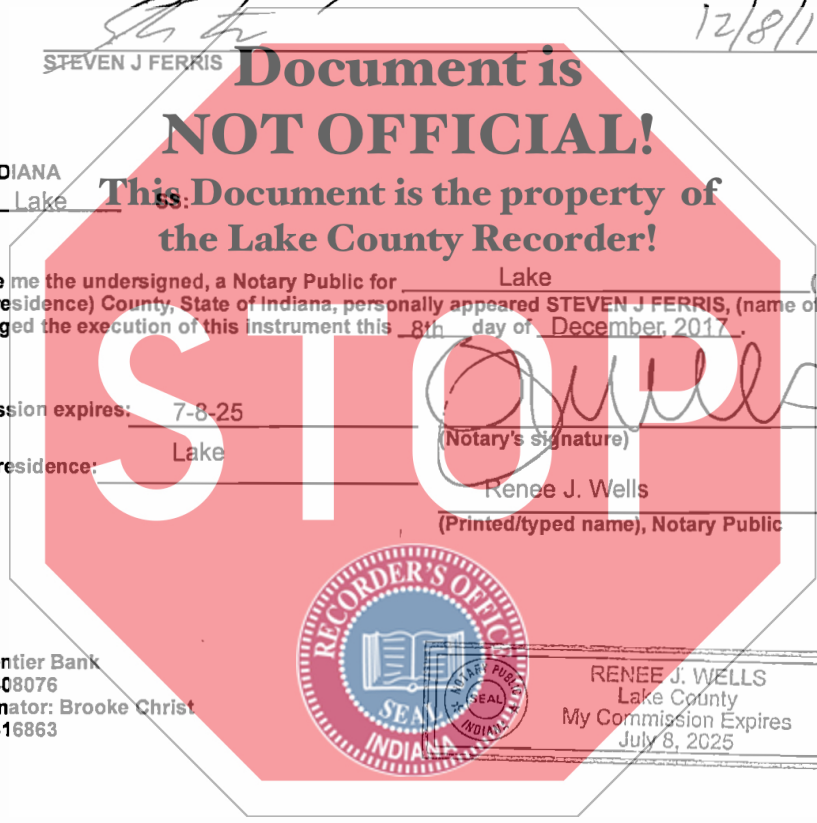 12/8/1
STEVEN J FERRIS
Document is
NOT OFFICIAL!
This Document is the property of
the Lake County Recorder!
DIANA
Lake SS:
e me the undersigned, a Notary Public for Lake
esidence) County, State of Indiana, personally appeared STEVEN J FERRIS, (name of
ged the execution of this instrument this 8th day of December, 2017.
STOP
ssion expires: 7-8-25
(Notary's signature)
residence: Lake
Renee J. Wells
(Printed/typed name), Notary Public
RECORDER'S OFFICE
SEAL
INDIANA
NOTARY PUBLIC
SEAL
INDIANA
RENEE J. WELLS
Lake County
My Commission Expires
July 8, 2025
ntier Bank
08076
nator: Brooke Christ
16863